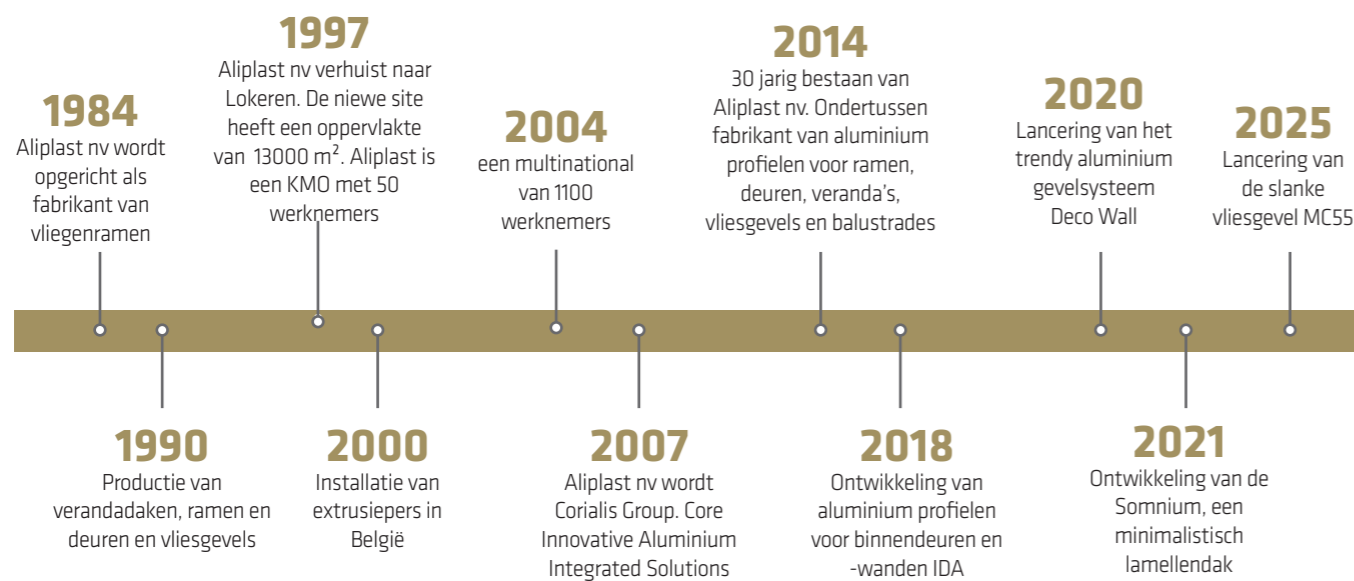 1984
Aliplast nv wordt
opgericht als
fabrikant van
vliegenramen
1990
Productie van
verandadaken, ramen en
deuren en vliesgevels
1997
Aliplast nv verhuist naar
Lokeren. De niewe site
heeft een oppervlakte
van 13000 m². Aliplast is
een KMO met 50
werknemers
2000
Installatie van
extrusiepers in
België
2004
een multinational
van 1100
werknemers
2007
Aliplast nv wordt
Corialis Group. Core
Innovative Aluminium
Integrated Solutions
2014
30 jarig bestaan van
Aliplast nv. Ondertussen
fabrikant van aluminium
profielen voor ramen,
deuren, veranda's,
vliesgevels en balustrades
2018
Ontwikkeling van
aluminium profielen
voor binnendeuren en
-wanden IDA
2020
Lancering van het
trendy aluminium
gevelsysteem
Deco Wall
2021
Ontwikkeling van de
Somnium, een
minimalistisch
lamellendak
2025
Lancering van
de slanke
vliesgevel MC55